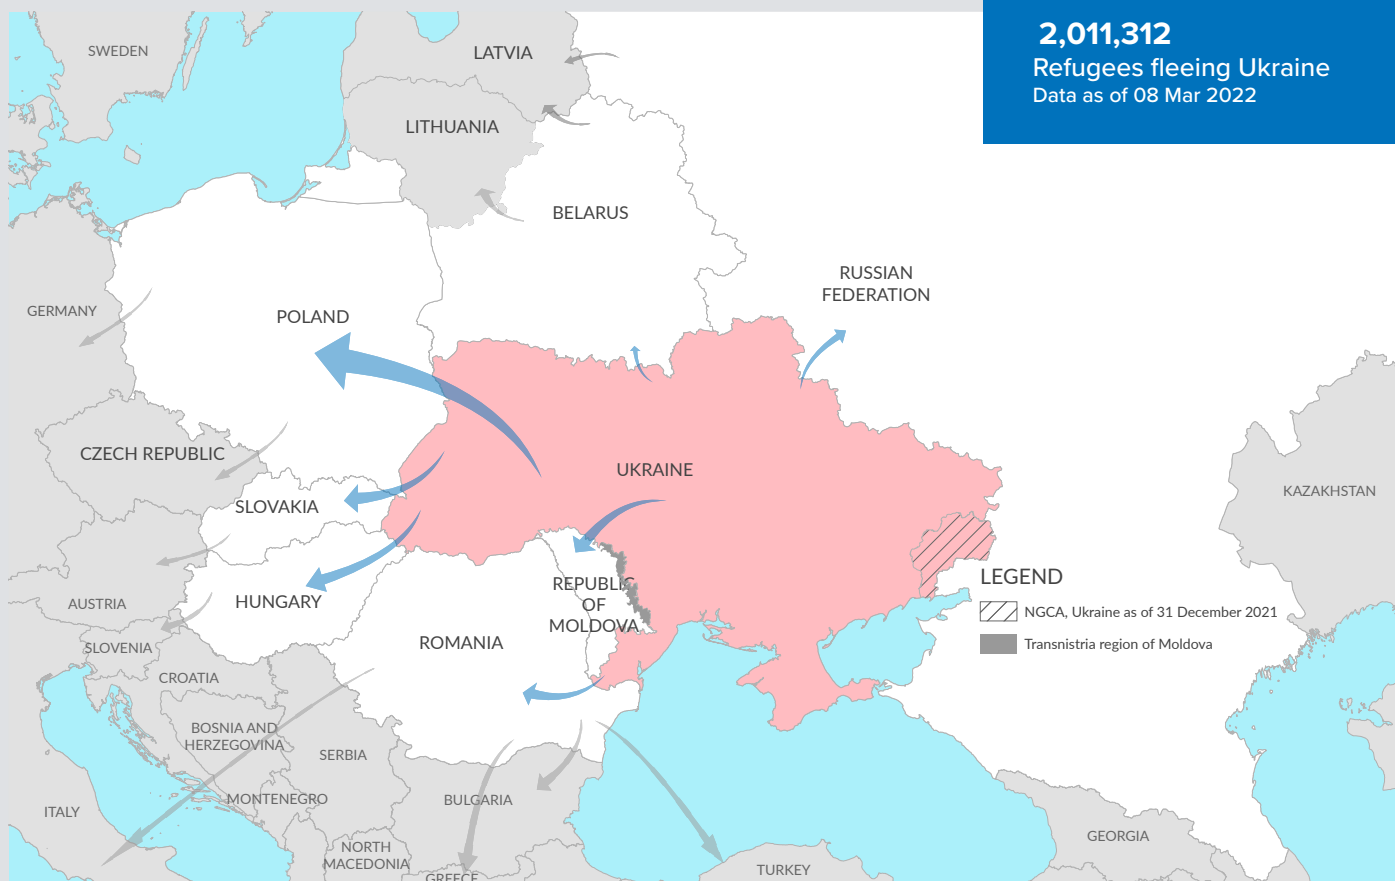 2,011,312
Refugees fleeing Ukraine
Data as of 08 Mar 2022
SWEDEN
LATVIA
LITHUANIA
BELARUS
RUSSIAN
FEDERATION
GERMANY
POLAND
CZECH REPUBLIC
UKRAINE
KAZAKHSTAN
SLOVAKIA
HUNGARY
AUSTRIA
REPUBLIC
OF
MOLDOVA
ROMANIA
SLOVENIA
CROATIA
LEGEND
NGCA, Ukraine as of 31 December 2021
Transnistria region of Moldova
BOSNIA AND
HERZEGOVINA
SERBIA
MONTENEGRO
BULGARIA
ITALY
NORTH
MACEDONIA
GREECE
TURKEY
GEORGIA